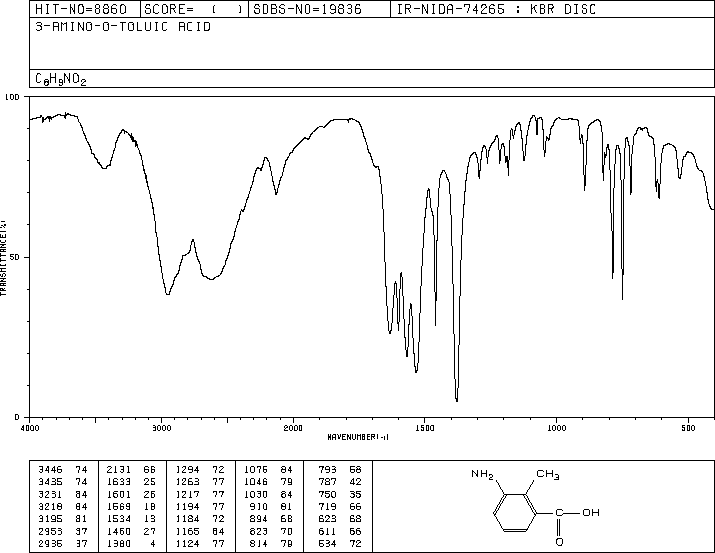 HIT-NO=8860 SCORE= ( ) SDBS-NO=19836 IR-NIDA-74265 : KBR DISC
3-AMINO-O-TOLUIC ACID
C8H9NO2
100
TRANSMITTANCE(%)
50
0
4000 3000 2000 1500 1000 500
WAVENUMBER(-1)
3446 74 2131 66 1294 72 1076 84 793 58
3435 74 1633 25 1263 77 1046 79 787 42
3231 84 1601 26 1217 77 1030 84 750 35
3218 84 1569 18 1194 77 910 81 719 66
3195 81 1534 13 1184 72 894 68 623 68
2953 37 1460 27 1165 84 823 70 611 66
2936 37 1380 4 1124 77 814 79 534 72
NH2
CH3
C
OH
O